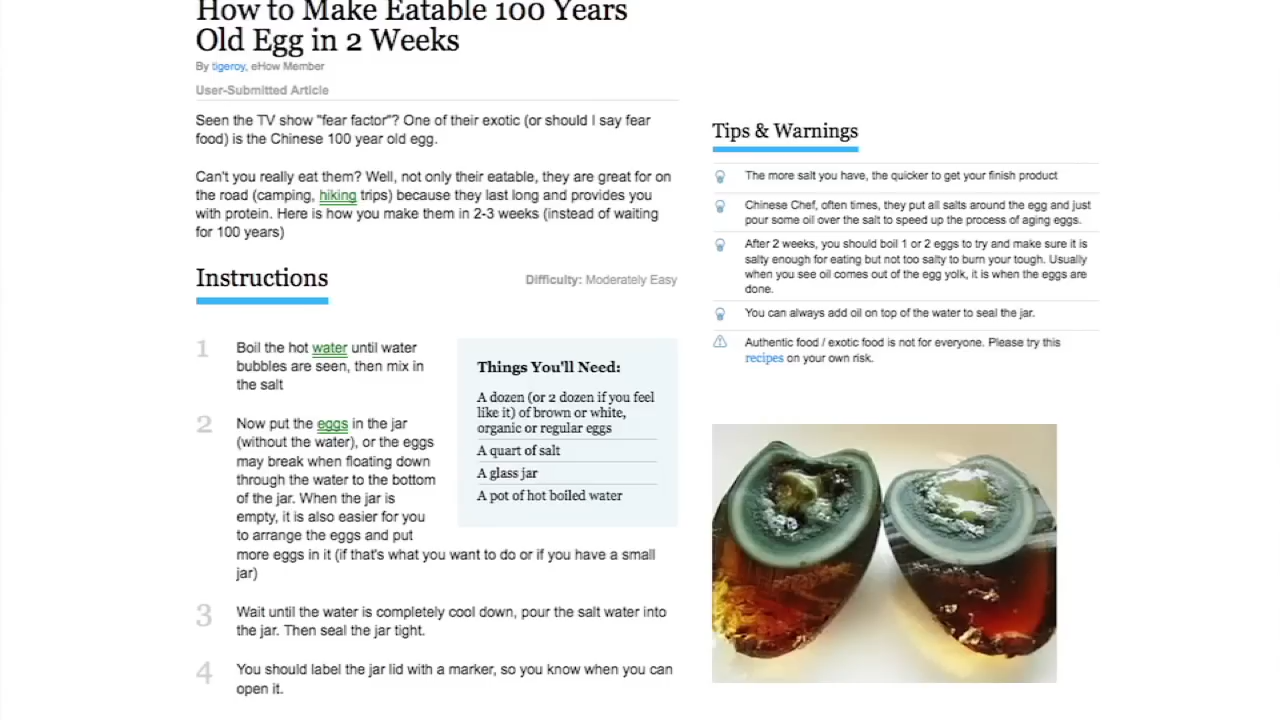 How to Make Eatable 100 Years
Old Egg in 2 Weeks
By tigeroy, eHow Member
User-Submitted Article
Seen the TV show "fear factor"? One of their exotic (or should I say fear
food) is the Chinese 100 year old egg.
Can't you really eat them? Well, not only their eatable, they are great for on
the road (camping, hiking trips) because they last long and provides you
with protein. Here is how you make them in 2-3 weeks (instead of waiting
for 100 years)
Instructions
Difficulty: Moderately Easy
1
Boil the hot water until water
bubbles are seen, then mix in
the salt
2
Now put the eggs in the jar
(without the water), or the eggs
may break when floating down
through the water to the bottom
of the jar. When the jar is
empty, it is also easier for you
to arrange the eggs and put
more eggs in it (if that's what you want to do or if you have a small
jar)
3
Wait until the water is completely cool down, pour the salt water into
the jar. Then seal the jar tight.
4
You should label the jar lid with a marker, so you know when you can
open it.
Things You'll Need:
A dozen (or 2 dozen if you feel
like it) of brown or white,
organic or regular eggs
A quart of salt
A glass jar
A pot of hot boiled water
Tips & Warnings
The more salt you have, the quicker to get your finish product
Chinese Chef, often times, they put all salts around the egg and just
pour some oil over the salt to speed up the process of aging eggs.
After 2 weeks, you should boil 1 or 2 eggs to try and make sure it is
salty enough for eating but not too salty to burn your tough. Usually
when you see oil comes out of the egg yolk, it is when the eggs are
done.
You can always add oil on top of the water to seal the jar.
Authentic food / exotic food is not for everyone. Please try this
recipes on your own risk.